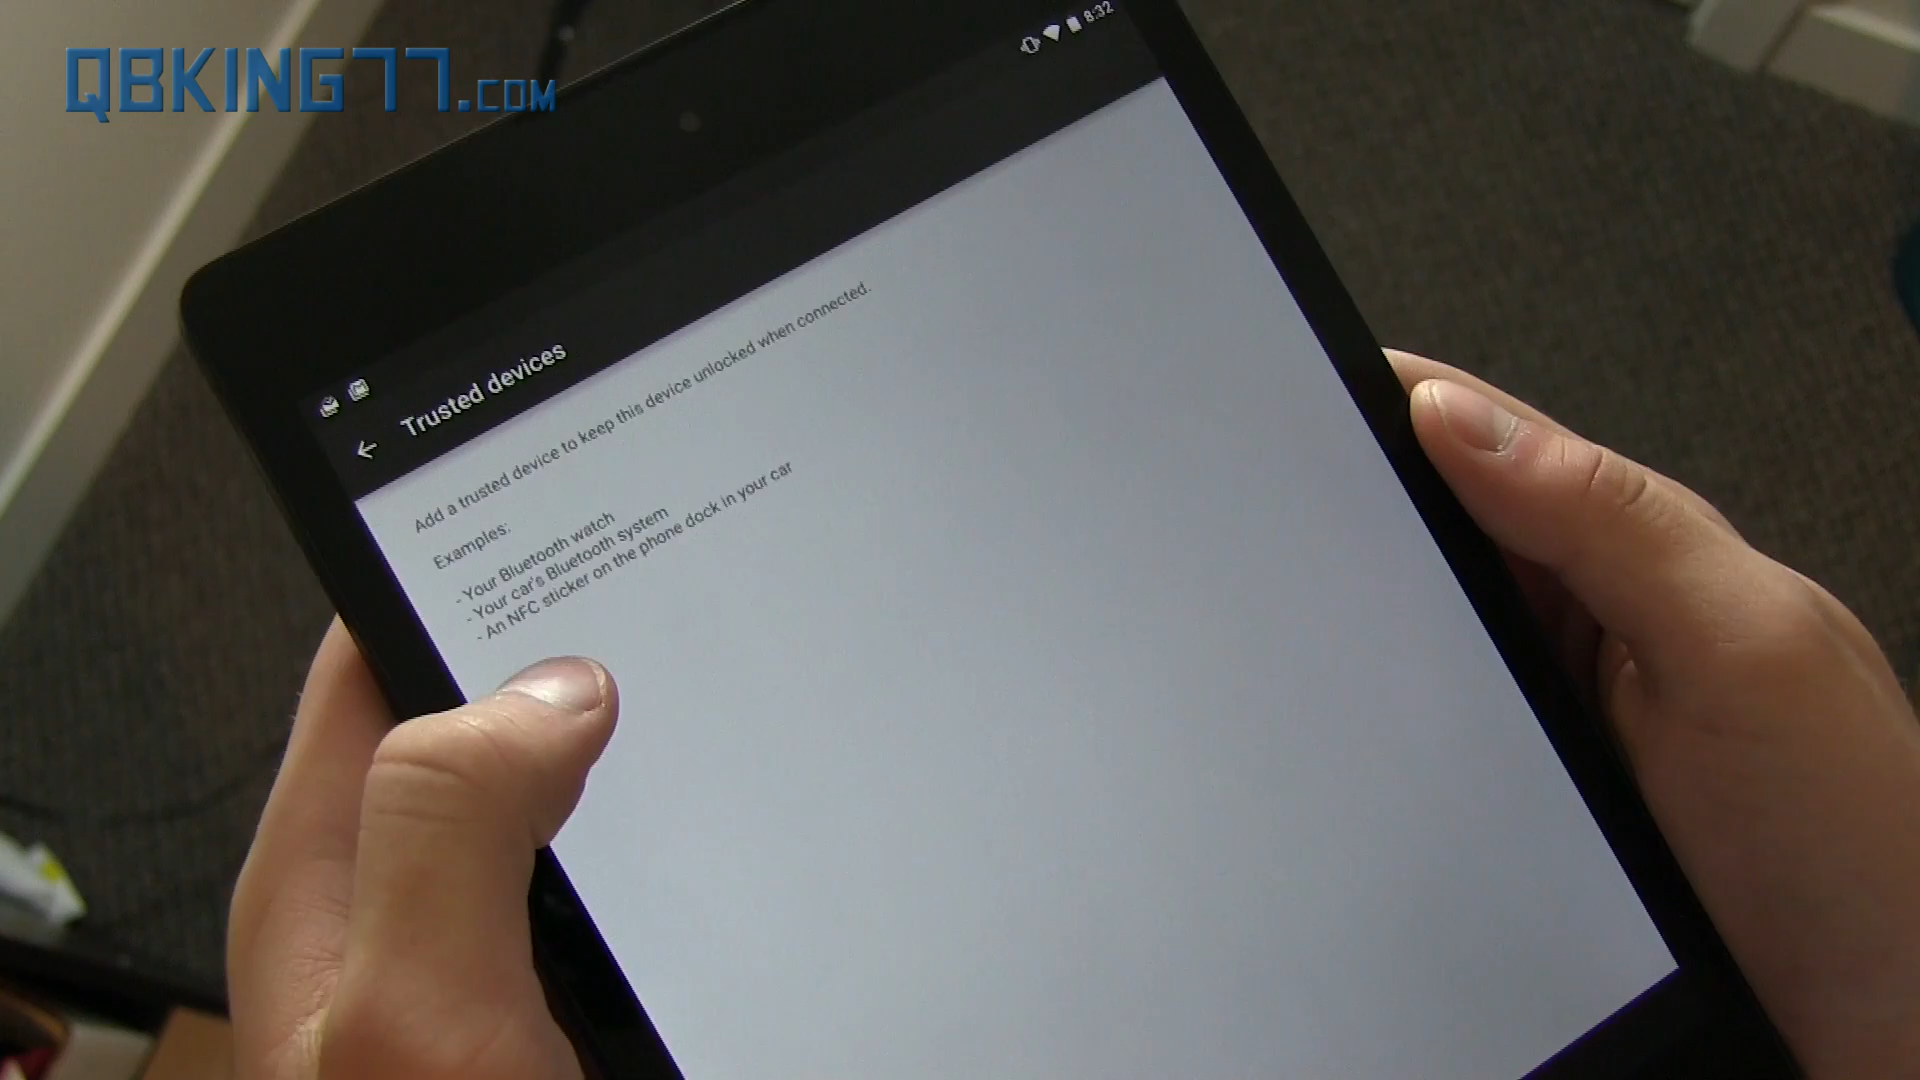 QBKING77.COM
8:32
Trusted devices
Add a trusted device to keep this device unlocked when connected.
Examples:
- Your Bluetooth watch
- Your car's Bluetooth system
- An NFC sticker on the phone dock in your car